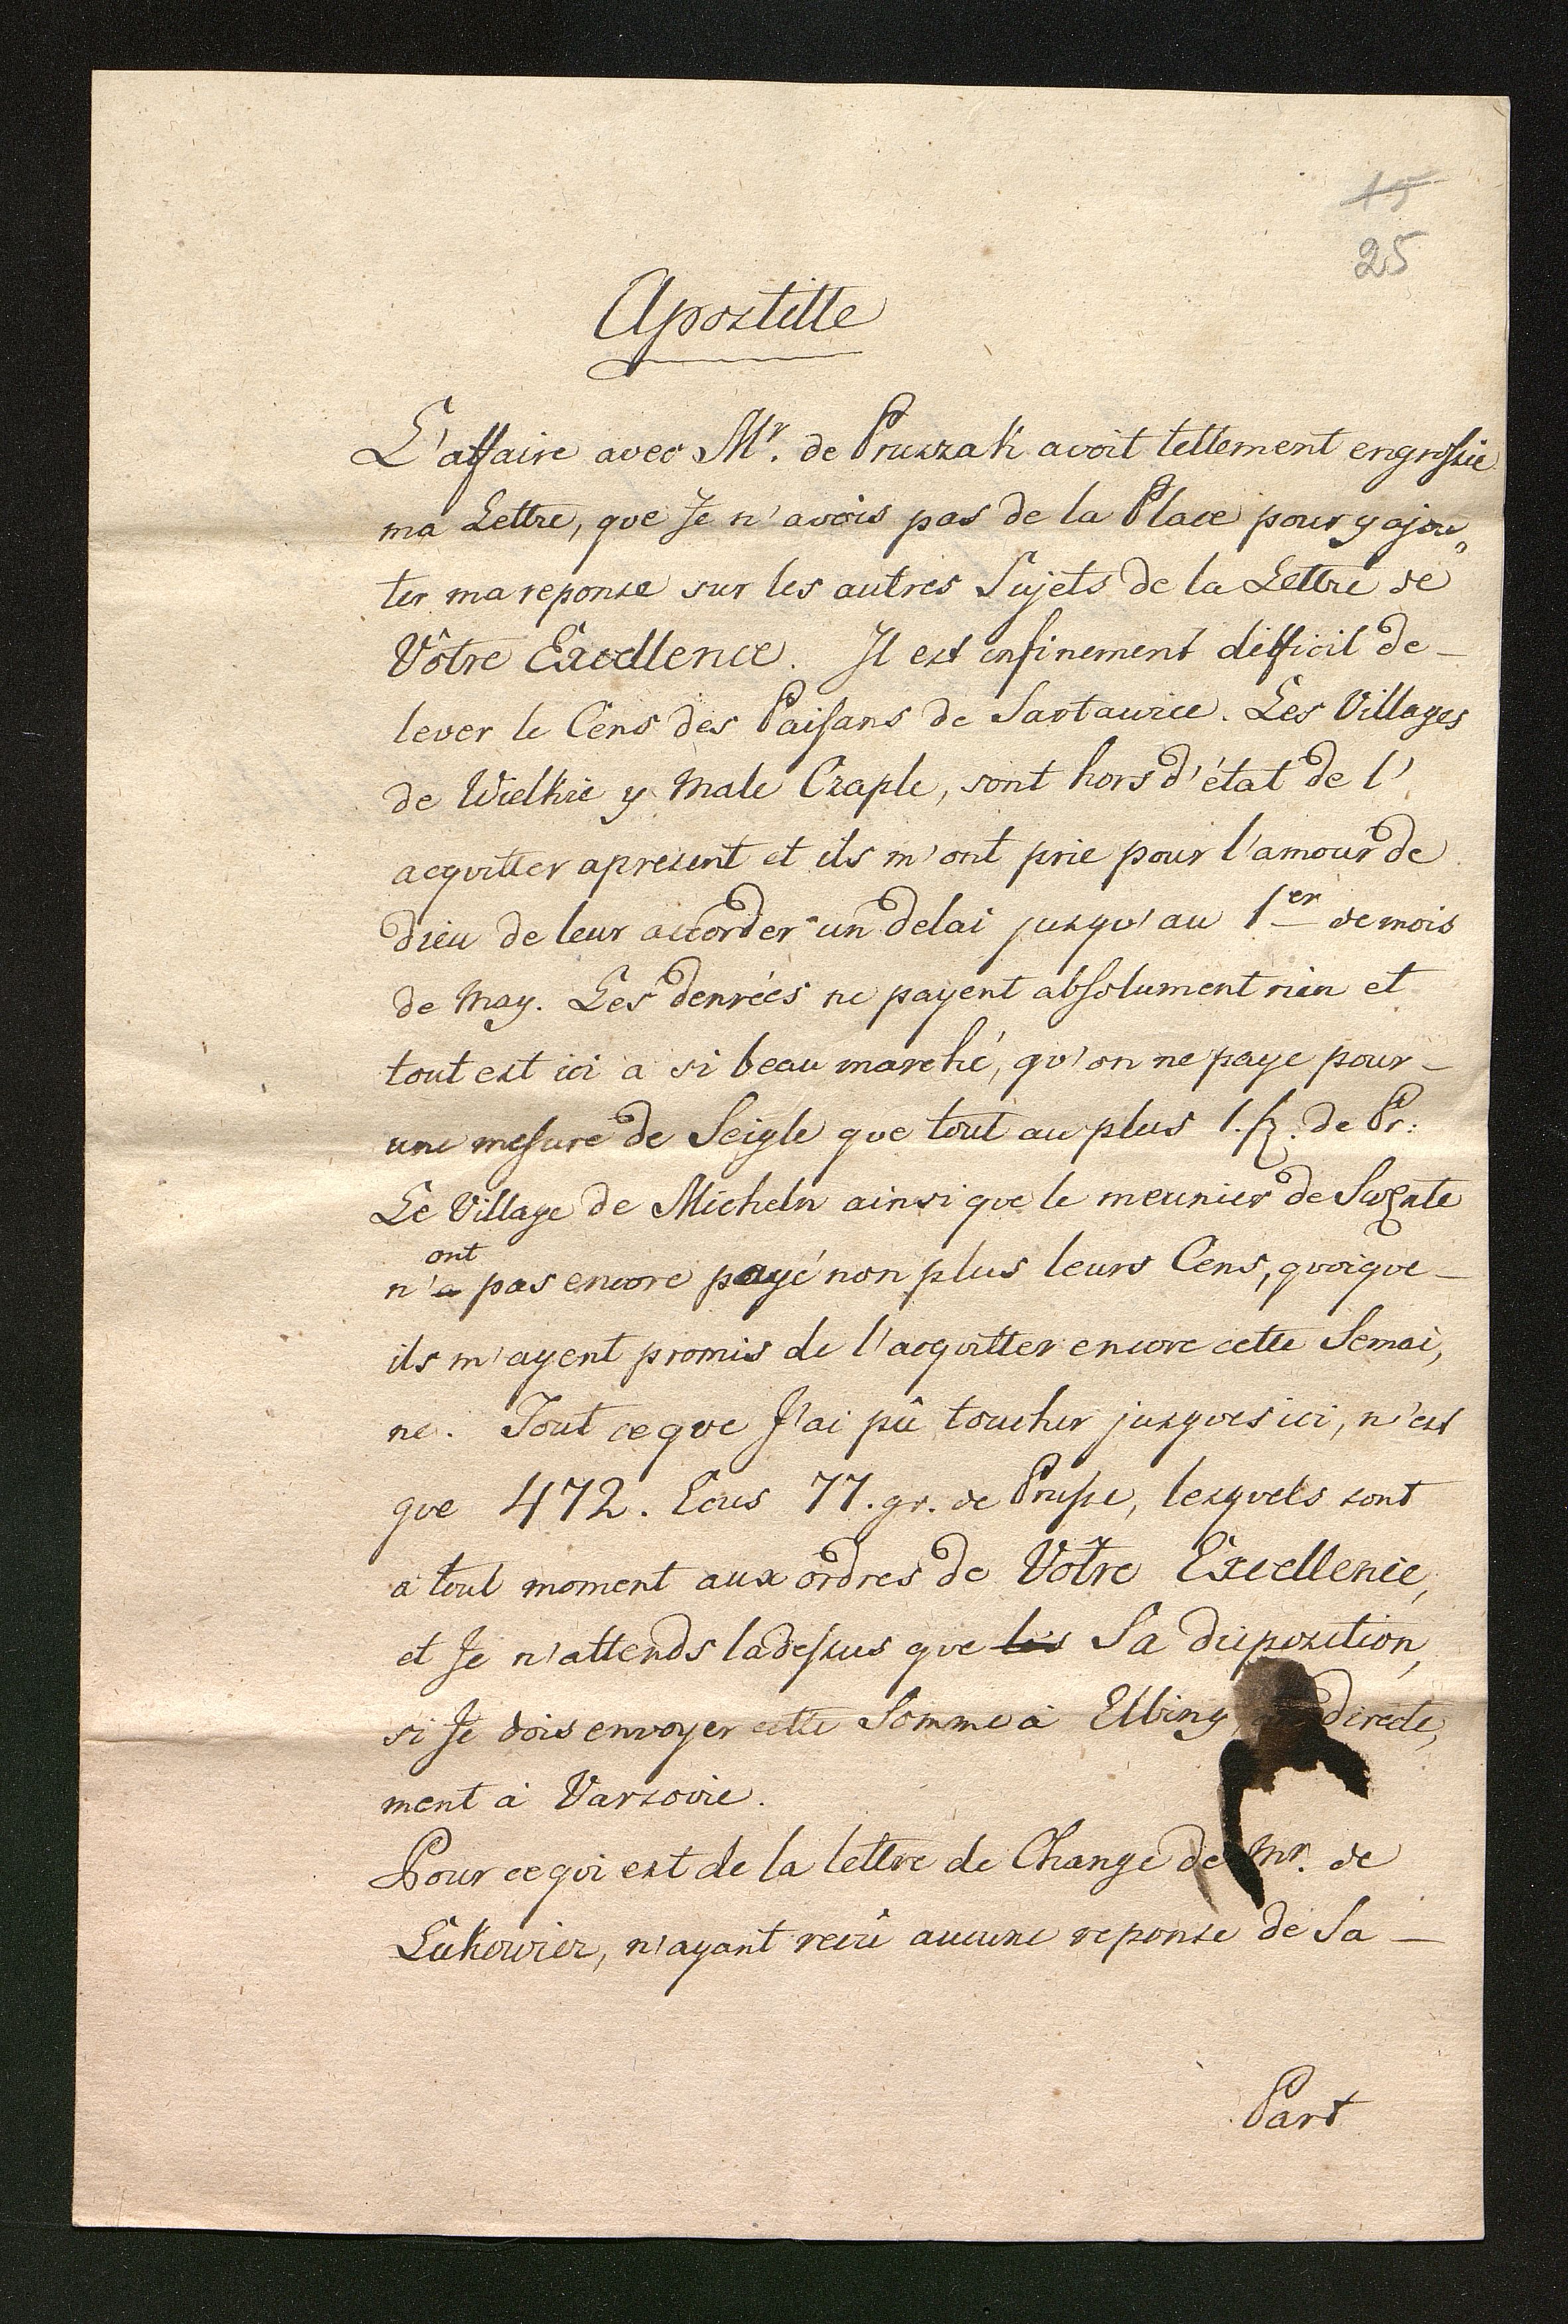 15
25
Apostille
L'affaire avec Mr. de Pruszak avoit tellement engrossie
ma Lettre, que Je n'avois pas de la Place pour y ajou„
ter ma reponse sur les autres Sujets de la Lettre de
Vôtre Excellence. Il est infinement difficil de-
lever le Cens des Paisans de Sartawice. Les Villages
de Wielkie y Male Czaple, sont hors d'état de l'
acquitter apresent et ils m'ont prie pour l'amour de
Dieu de leur accorder un delai jusqu'au 1er de mois
de May. Les denrées ne payent absolument rien et
tout est ici a si beau marché, qu'on ne paye pour-
une mesure de Seigle que tout au plus 1. de Pr:
Le Village de Micheln ainsi que le meunier de
ont
n'a pas encore payé non plus leurs Cens, quoique-
ils m'ayent promis de l'acquitter encore cette Semai,
ne. Tout ce que J'ai pû toucher jusques ici, n'est
que 472. Ecus 77. gr. de Prusse, lesquels sont
a tout moment aux ordres de Vôtre Excellence,
et Je n'attends ladessus que les Sa disposition,
si Je dois envoyer cette Somme à Elbing directe,
ment à Varsovie.
Pour ce qui est de la lettre de Change de Mr. de
Lukowicz, n'ayant reçû aucune reponse de Sa-
Part